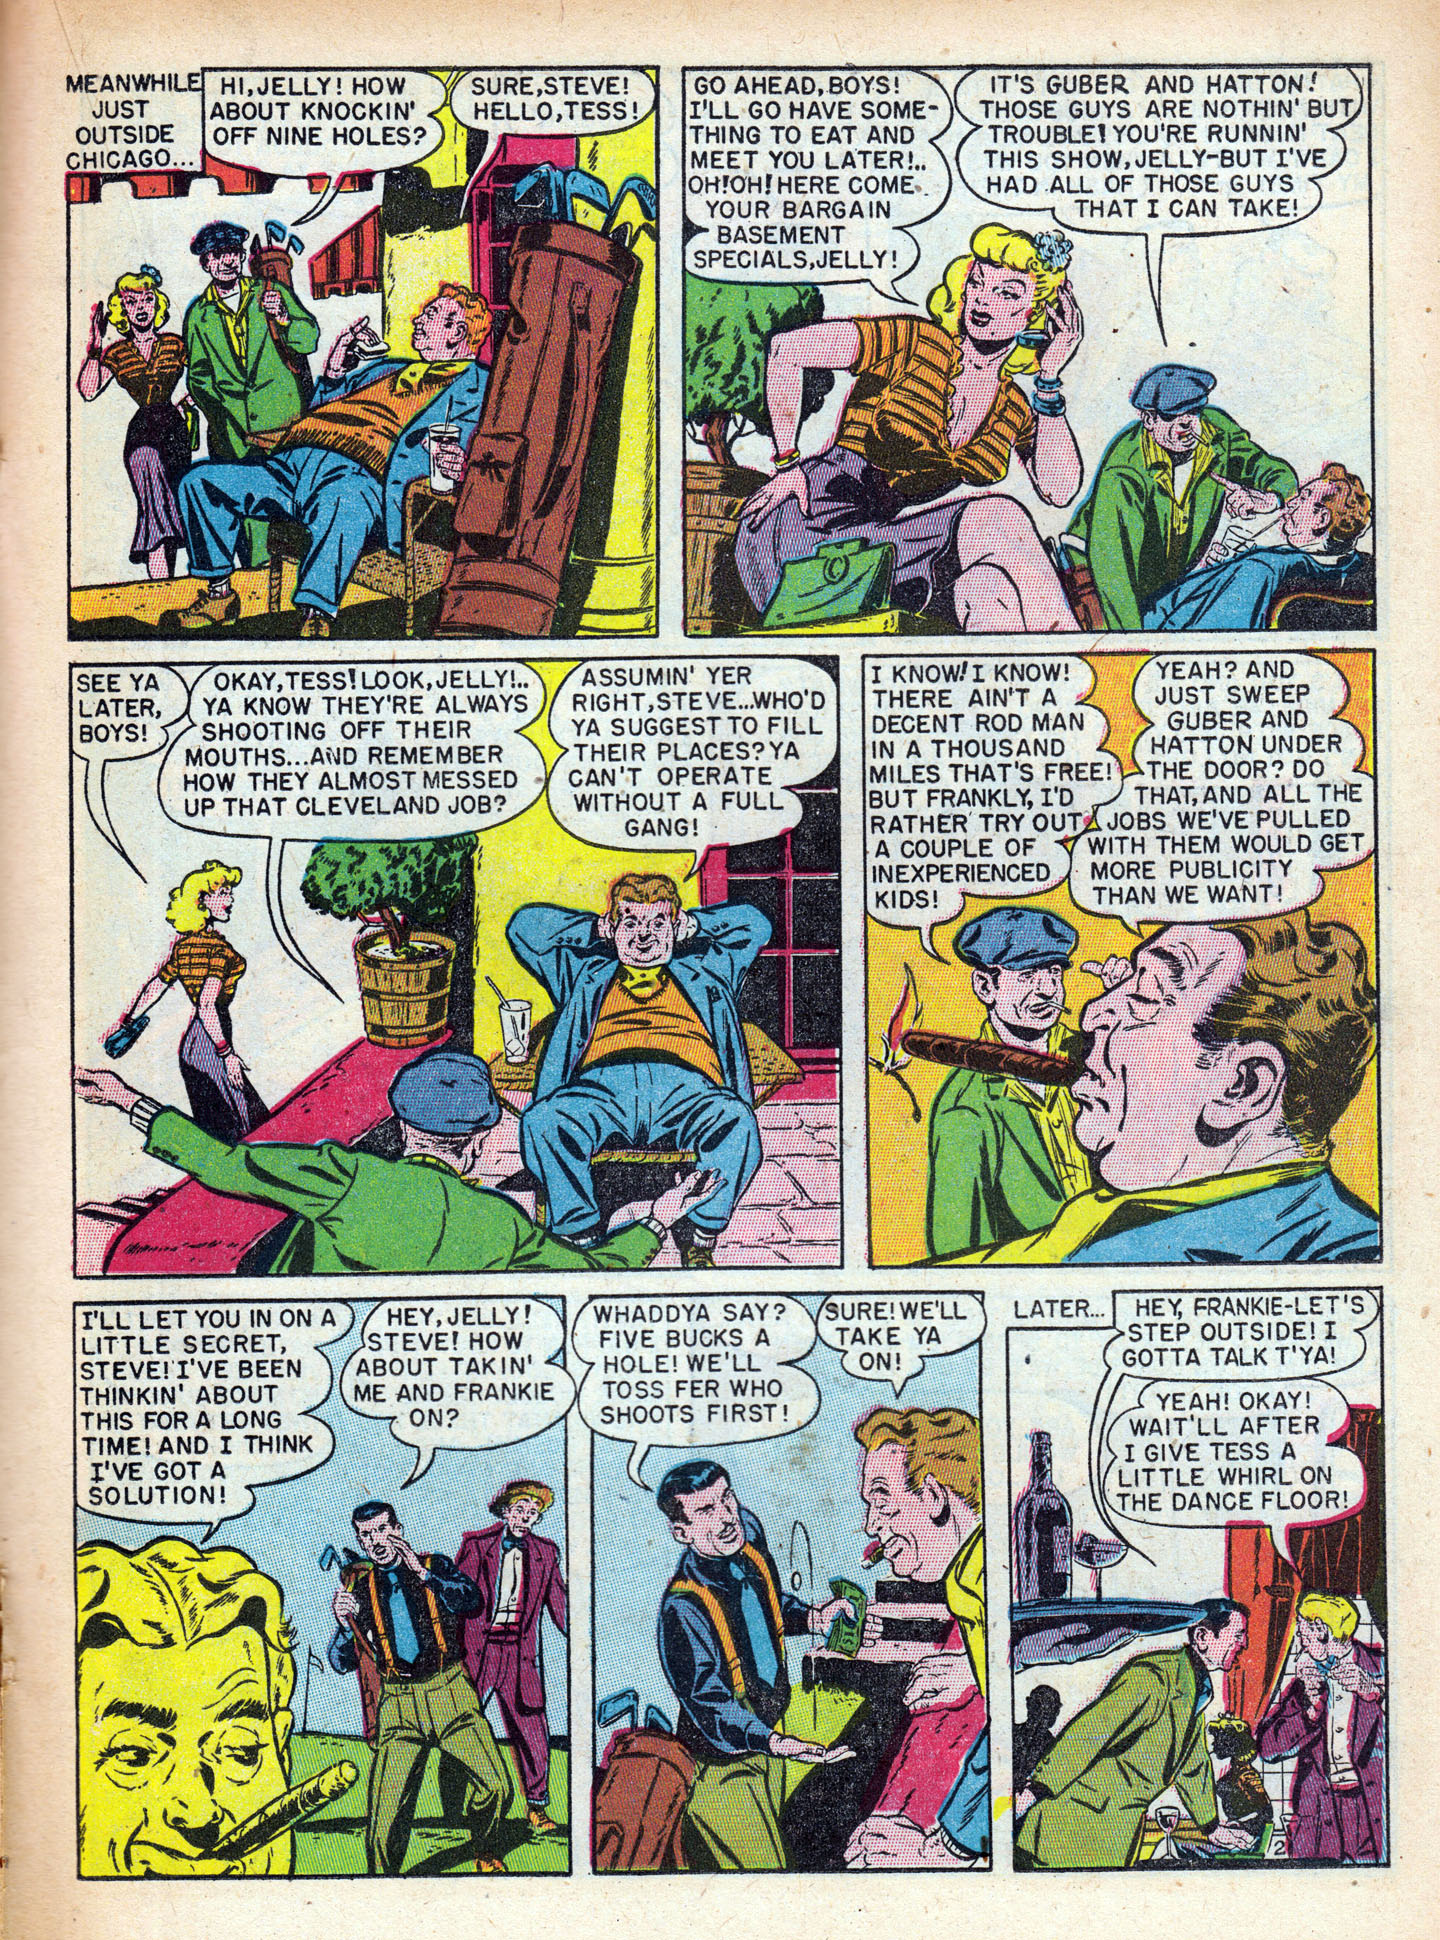 MEANWHILE
JUST
OUTSIDE
CHICAGO...
HI, JELLY! HOW
ABOUT KNOCKIN'
OFF NINE HOLES?
SURE, STEVE!
HELLO, TESS!
GO AHEAD, BOYS!
I'LL GO HAVE SOME-
THING TO EAT AND
MEET YOU LATER!..
OH! OH! HERE COME
YOUR BARGAIN
BASEMENT
SPECIALS, JELLY!
IT'S GUBER AND HATTON!
THOSE GUYS ARE NOTHIN' BUT
TROUBLE! YOU'RE RUNNIN'
THIS SHOW, JELLY-BUT I'VE
HAD ALL OF THOSE GUYS
THAT I CAN TAKE!
SEE YA
LATER,
BOYS!
OKAY, TESS! LOOK, JELLY!..
YA KNOW THEY'RE ALWAYS
SHOOTING OFF THEIR
MOUTHS...AND REMEMBER
HOW THEY ALMOST MESSED
UP THAT CLEVELAND JOB?
ASSUMIN' YER
RIGHT, STEVE...WHO'D
YA SUGGEST TO FILL
THEIR PLACES? YA
CAN'T OPERATE
WITHOUT A FULL
GANG!
I KNOW! I KNOW!
THERE AIN'T A
DECENT ROD MAN
IN A THOUSAND
MILES THAT'S FREE!
BUT FRANKLY, I'D
RATHER TRY OUT
A COUPLE OF
INEXPERIENCED
KIDS!
YEAH? AND
JUST SWEEP
GUBER AND
HATTON UNDER
THE DOOR? DO
THAT, AND ALL THE
JOBS WE'VE PULLED
WITH THEM WOULD GET
MORE PUBLICITY
THAN WE WANT!
I'LL LET YOU IN ON A
LITTLE SECRET,
STEVE! I'VE BEEN
THINKIN' ABOUT
THIS FOR A LONG
TIME! AND I THINK
I'VE GOT A
SOLUTION!
HEY, JELLY!
STEVE! HOW
ABOUT TAKIN'
ME AND FRANKIE
ON?
WHADDYA SAY?
FIVE BUCKS A
HOLE! WE'LL
TOSS FER WHO
SHOOTS FIRST!
SURE! WE'LL
TAKE YA
ON!
LATER...
HEY, FRANKIE-LET'S
STEP OUTSIDE! I
GOTTA TALK T'YA!
YEAH! OKAY!
WAIT'LL AFTER
I GIVE TESS A
LITTLE WHIRL ON
THE DANCE FLOOR!
2